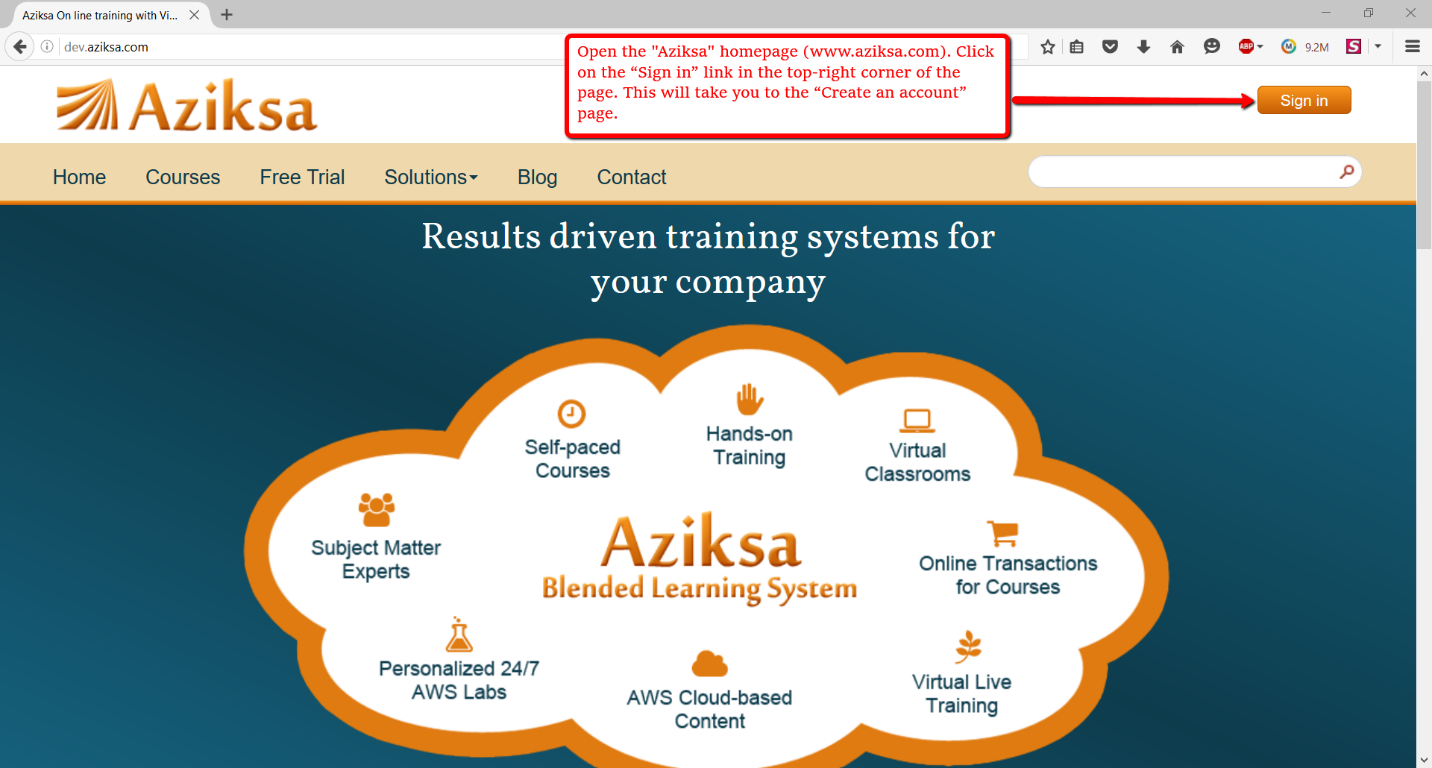 Aziksa On line training with Vi...
dev.aziksa.com
ABP
M
9.2M
S
Open the "Aziksa" homepage (www.aziksa.com). Click
on the “Sign in” link in the top-right corner of the
page. This will take you to the “Create an account”
page.
Aziksa
Sign in
Home Courses Free Trial Solutions Blog Contact
Results driven training systems for
your company
Self-paced
Courses
Hands-on
Training
Virtual
Classrooms
Subject Matter
Experts
Aziksa
Blended Learning System
Online Transactions
for Courses
Personalized 24/7
AWS Labs
AWS Cloud-based
Content
Virtual Live
Training